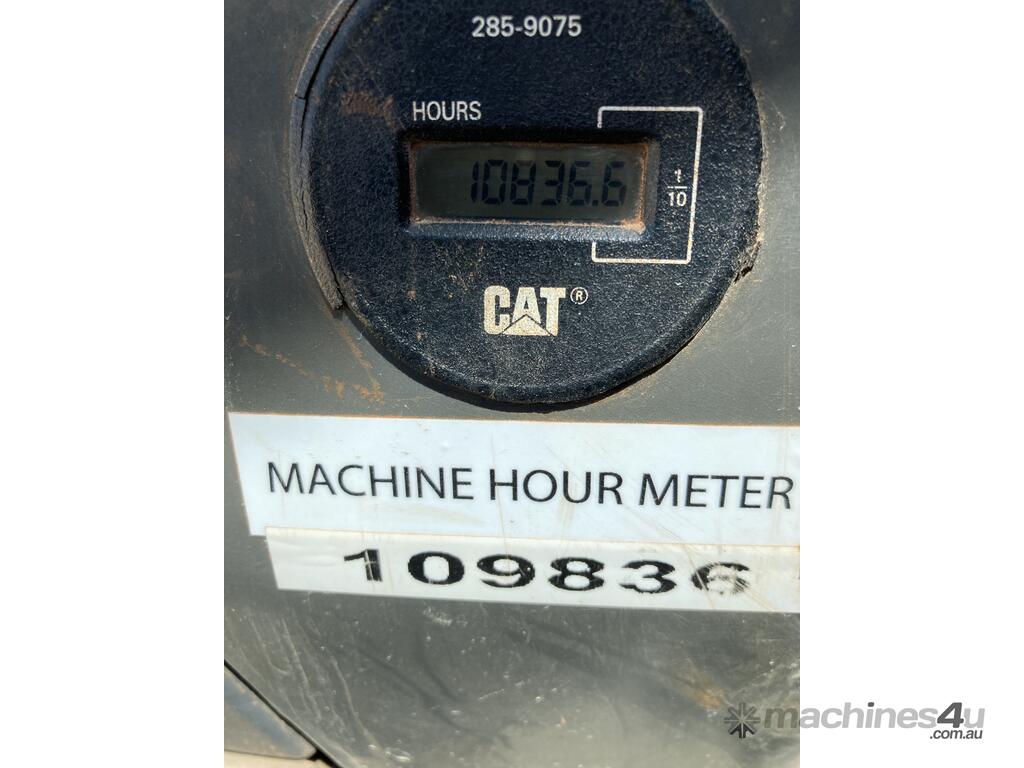 285-9075
HOURS
10836.6
1/10
CAT®
MACHINE HOUR METER
109836
machines4u
.com.au